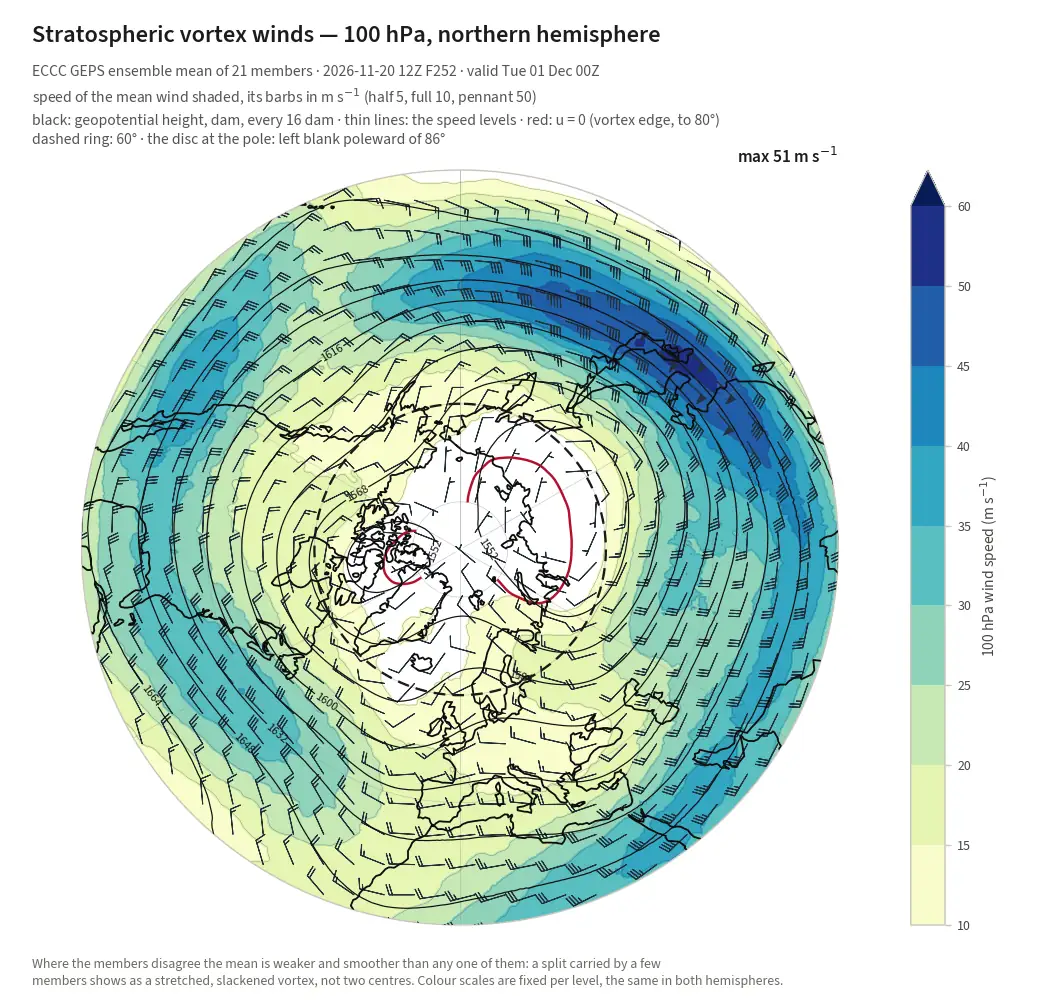 Stratospheric vortex winds — 100 hPa, northern hemisphere
ECCC GEPS ensemble mean of 21 members · 2026-11-20 12Z F252 · valid Tue 01 Dec 00Z
speed of the mean wind shaded, its barbs in m s⁻¹ (half 5, full 10, pennant 50)
black: geopotential height, dam, every 16 dam · thin lines: the speed levels · red: u = 0 (vortex edge, to 80°)
dashed ring: 60° · the disc at the pole: left blank poleward of 86°
max 51 m s⁻¹
60
50
45
40
35
30
25
20
15
10
100 hPa wind speed (m s⁻¹)
1616
1568
1552
1600
1664
1632
1648
Where the members disagree the mean is weaker and smoother than any one of them: a split carried by a few
members shows as a stretched, slackened vortex, not two centres. Colour scales are fixed per level, the same in both hemispheres.